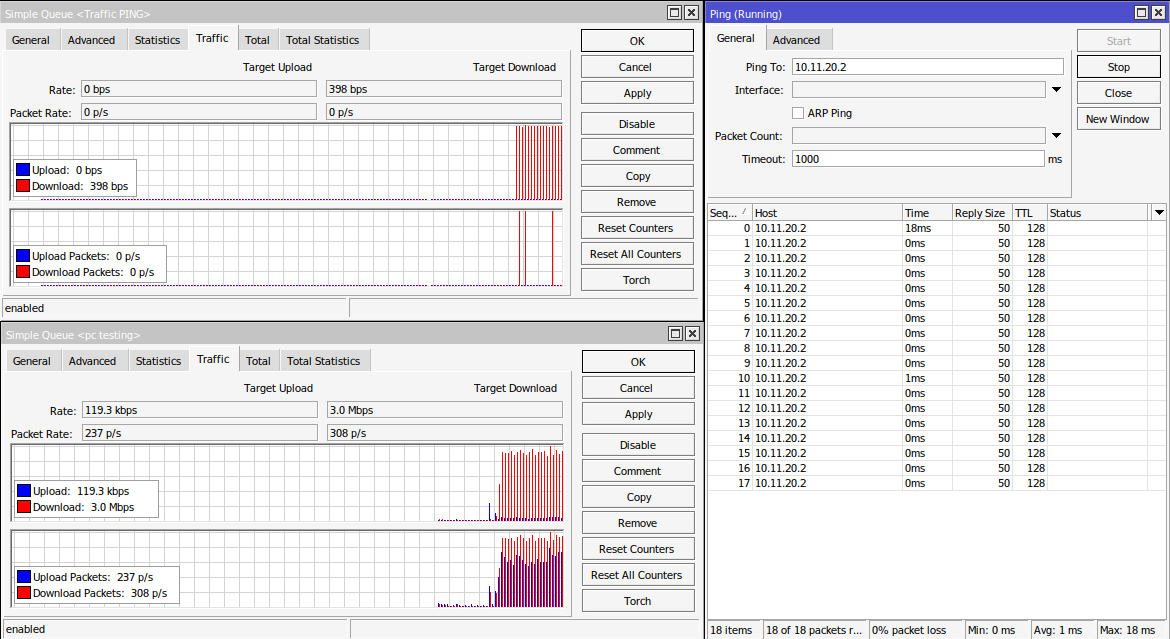 Simple Queue <Traffic PING>
General Advanced Statistics Traffic Total Total Statistics
Target Upload Target Download
Rate: 0 bps 398 bps
Packet Rate: 0 p/s 0 p/s
Upload: 0 bps
Download: 398 bps
Upload Packets: 0 p/s
Download Packets: 0 p/s
OK
Cancel
Apply
Disable
Comment
Copy
Remove
Reset Counters
Reset All Counters
Torch
enabled
Simple Queue <pc testing>
General Advanced Statistics Traffic Total Total Statistics
Target Upload Target Download
Rate: 119.3 kbps 3.0 Mbps
Packet Rate: 237 p/s 308 p/s
Upload: 119.3 kbps
Download: 3.0 Mbps
Upload Packets: 237 p/s
Download Packets: 308 p/s
OK
Cancel
Apply
Disable
Comment
Copy
Remove
Reset Counters
Reset All Counters
Torch
enabled
Ping (Running)
General Advanced
Ping To: 10.11.20.2
Interface:
ARP Ping
Packet Count:
Timeout: 1000 ms
Start
Stop
Close
New Window
Seq... / Host Time Reply Size TTL Status
0 10.11.20.2 18ms 50 128
1 10.11.20.2 0ms 50 128
2 10.11.20.2 0ms 50 128
3 10.11.20.2 0ms 50 128
4 10.11.20.2 0ms 50 128
5 10.11.20.2 0ms 50 128
6 10.11.20.2 0ms 50 128
7 10.11.20.2 0ms 50 128
8 10.11.20.2 0ms 50 128
9 10.11.20.2 0ms 50 128
10 10.11.20.2 1ms 50 128
11 10.11.20.2 0ms 50 128
12 10.11.20.2 0ms 50 128
13 10.11.20.2 0ms 50 128
14 10.11.20.2 0ms 50 128
15 10.11.20.2 0ms 50 128
16 10.11.20.2 0ms 50 128
17 10.11.20.2 0ms 50 128
18 items 18 of 18 packets r... 0% packet loss Min: 0 ms Avg: 1 ms Max: 18 ms